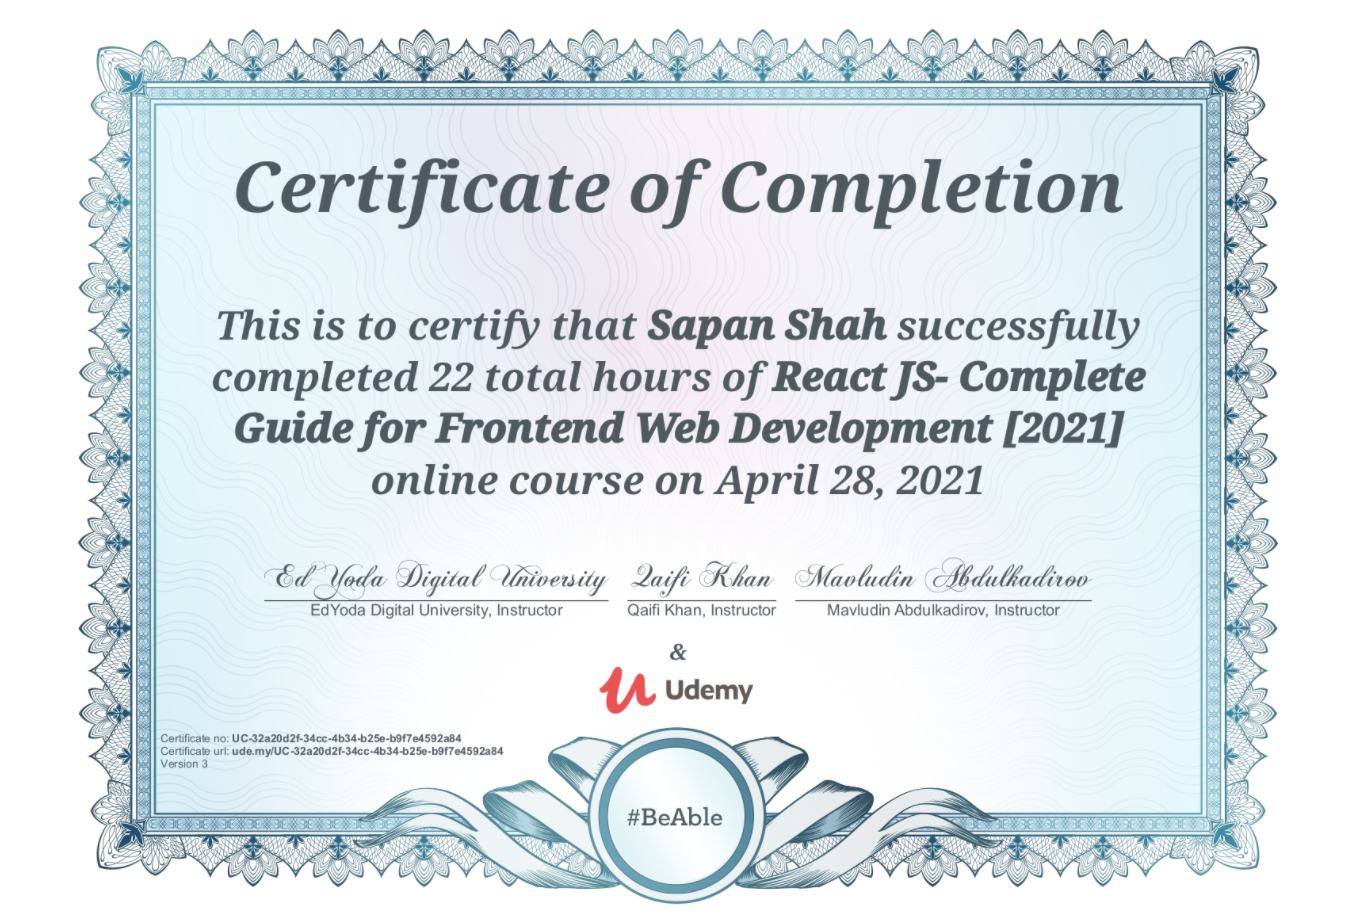 Certificate of Completion
This is to certify that Sapan Shah successfully
completed 22 total hours of React JS- Complete
Guide for Frontend Web Development [2021]
online course on April 28, 2021
Ed Yoda Digital University Qaifi Khan Mavludin Abdulkadirov
EdYoda Digital University, Instructor Qaifi Khan, Instructor Mavludin Abdulkadirov, Instructor
&
Udemy
Certificate no: UC-32a20d2f-34cc-4b34-b25e-b9f7e4592a84
Certificate url: ude.my/UC-32a20d2f-34cc-4b34-b25e-b9f7e4592a84
Version 3
#BeAble